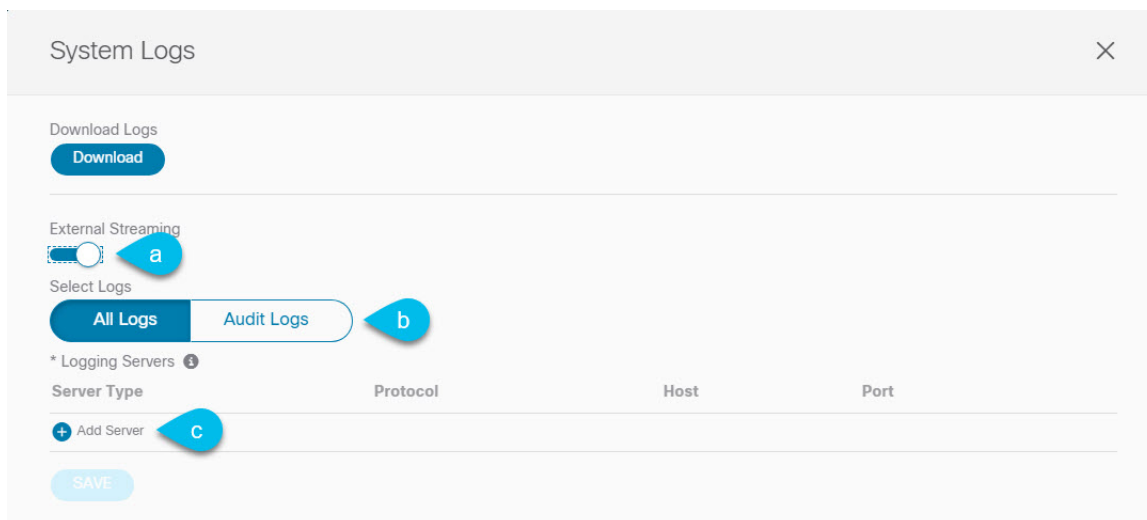 System Logs
Download Logs
Download
External Streaming
a
Select Logs
All Logs Audit Logs
b
* Logging Servers
Server Type Protocol Host Port
Add Server
c
SAVE